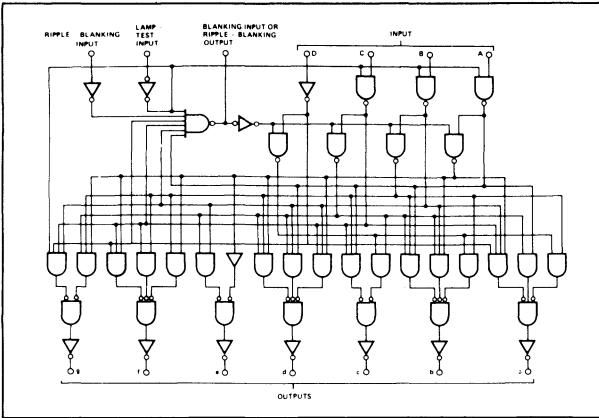 RIPPLE - BLANKING
INPUT
LAMP -
TEST
INPUT
BLANKING INPUT OR
RIPPLE - BLANKING
OUTPUT
INPUT
D
C
B
A
g
f
e
d
c
b
a
OUTPUTS